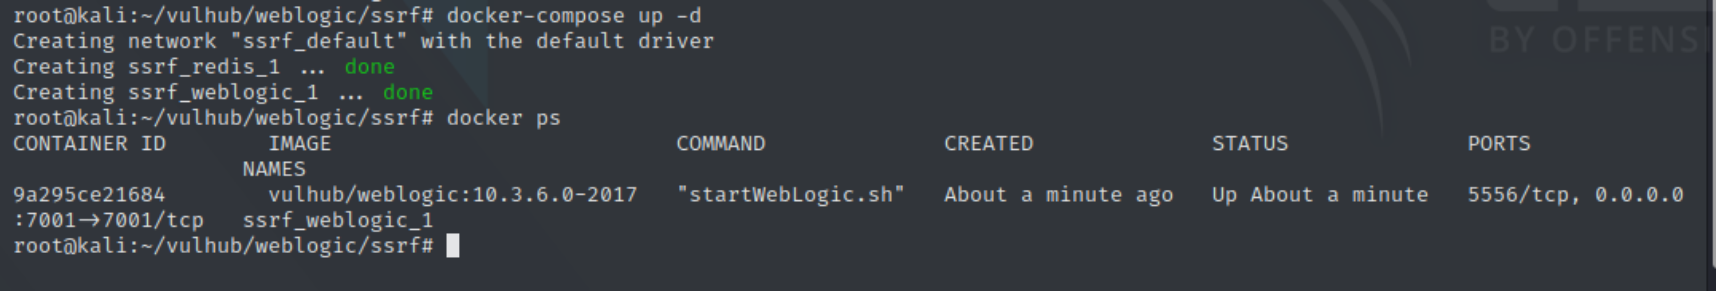 root@kali:~/vulhub/weblogic/ssrf# docker-compose up -d
Creating network "ssrf_default" with the default driver
Creating ssrf_redis_1 ... done
Creating ssrf_weblogic_1 ... done
root@kali:~/vulhub/weblogic/ssrf# docker ps
CONTAINER ID        IMAGE                           COMMAND             CREATED             STATUS              PORTS
                  NAMES
9a295ce21684        vulhub/weblogic:10.3.6.0-2017   "startWebLogic.sh"   About a minute ago   Up About a minute   5556/tcp, 0.0.0.0
:7001->7001/tcp   ssrf_weblogic_1
root@kali:~/vulhub/weblogic/ssrf#
BY OFFENS